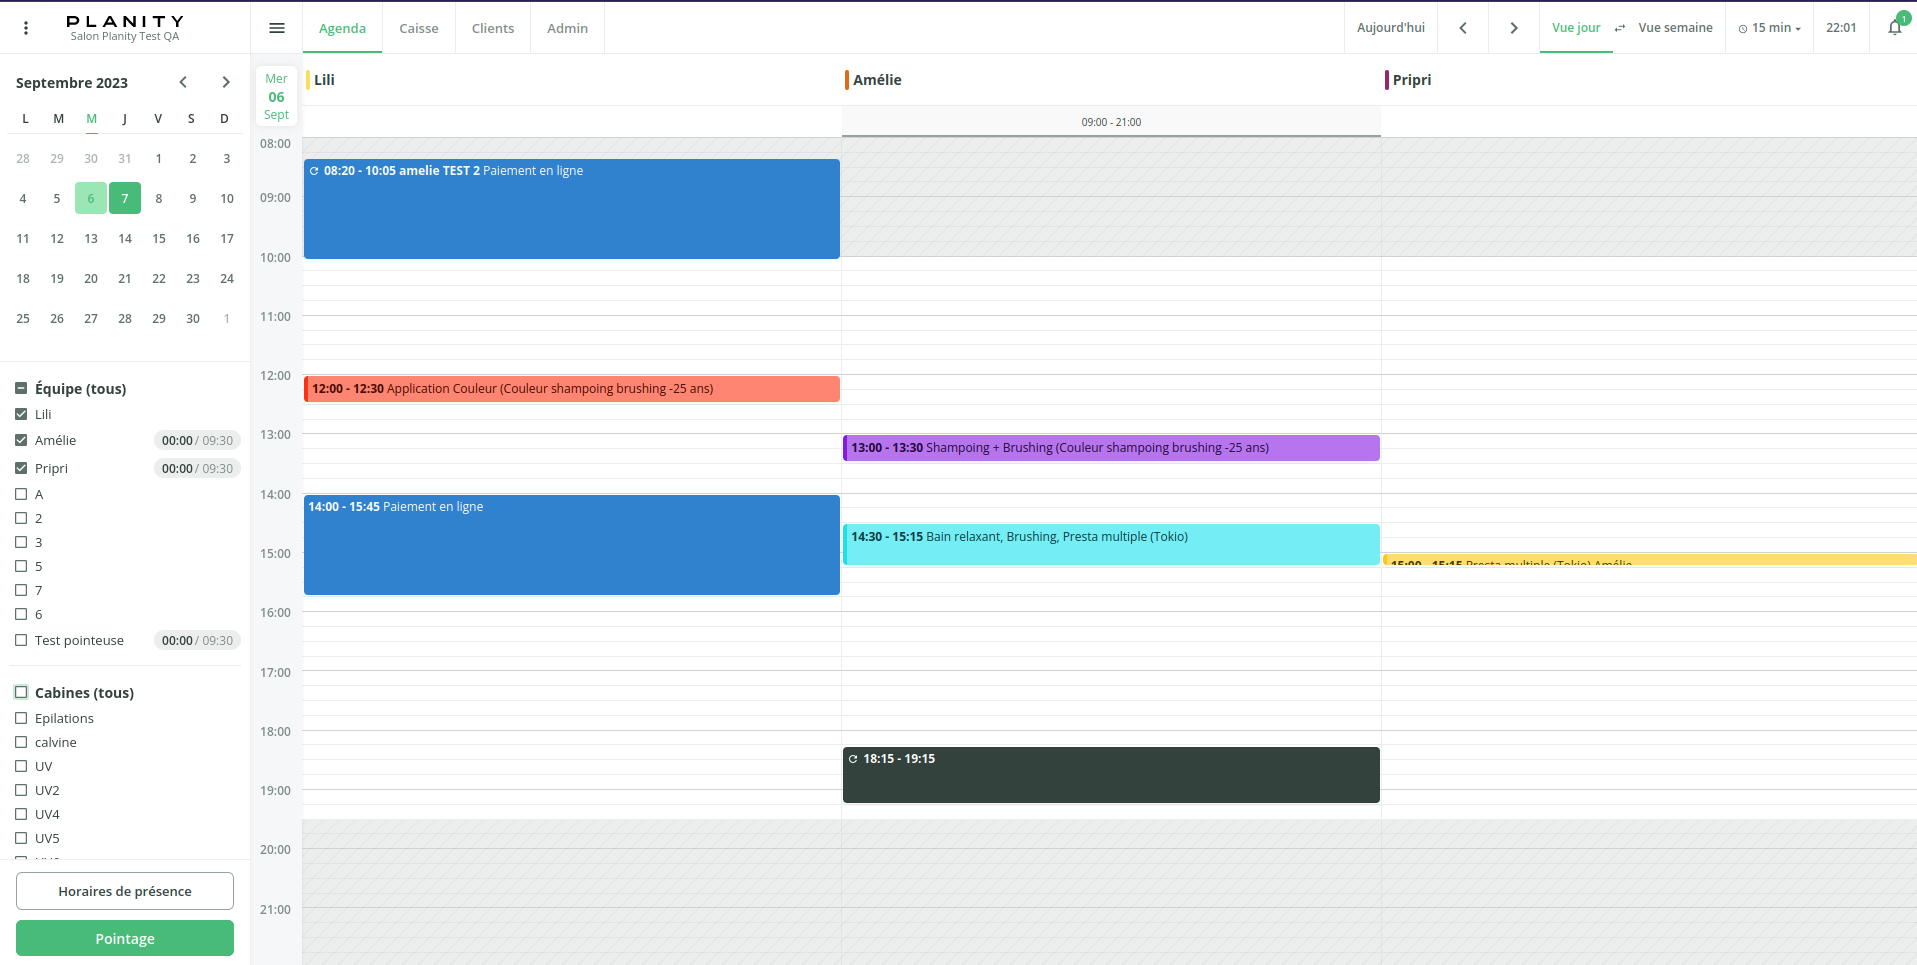 PLANITY
Salon Planity Test QA
Agenda
Caisse
Clients
Admin
Aujourd'hui
Vue jour
Vue semaine
15 min
22:01
1
Septembre 2023
L M M J V S D
28 29 30 31 1 2 3
4 5 6 7 8 9 10
11 12 13 14 15 16 17
18 19 20 21 22 23 24
25 26 27 28 29 30 1
Équipe (tous)
Lili
Amélie 00:00 / 09:30
Pripri 00:00 / 09:30
A
2
3
5
7
6
Test pointeuse 00:00 / 09:30
Cabines (tous)
Epilations
calvine
UV
UV2
UV4
UV5
Horaires de présence
Pointage
Mer
06
Sept
Lili
Amélie
Pripri
09:00 - 21:00
08:00
08:20 - 10:05 amelie TEST 2 Paiement en ligne
09:00
10:00
11:00
12:00
12:00 - 12:30 Application Couleur (Couleur shampoing brushing -25 ans)
13:00
13:00 - 13:30 Shampoing + Brushing (Couleur shampoing brushing -25 ans)
14:00
14:00 - 15:45 Paiement en ligne
14:30 - 15:15 Bain relaxant, Brushing, Presta multiple (Tokio)
15:00
15:00 - 15:15 Presta multiple (Tokio) Amélie
16:00
17:00
18:00
18:15 - 19:15
19:00
20:00
21:00